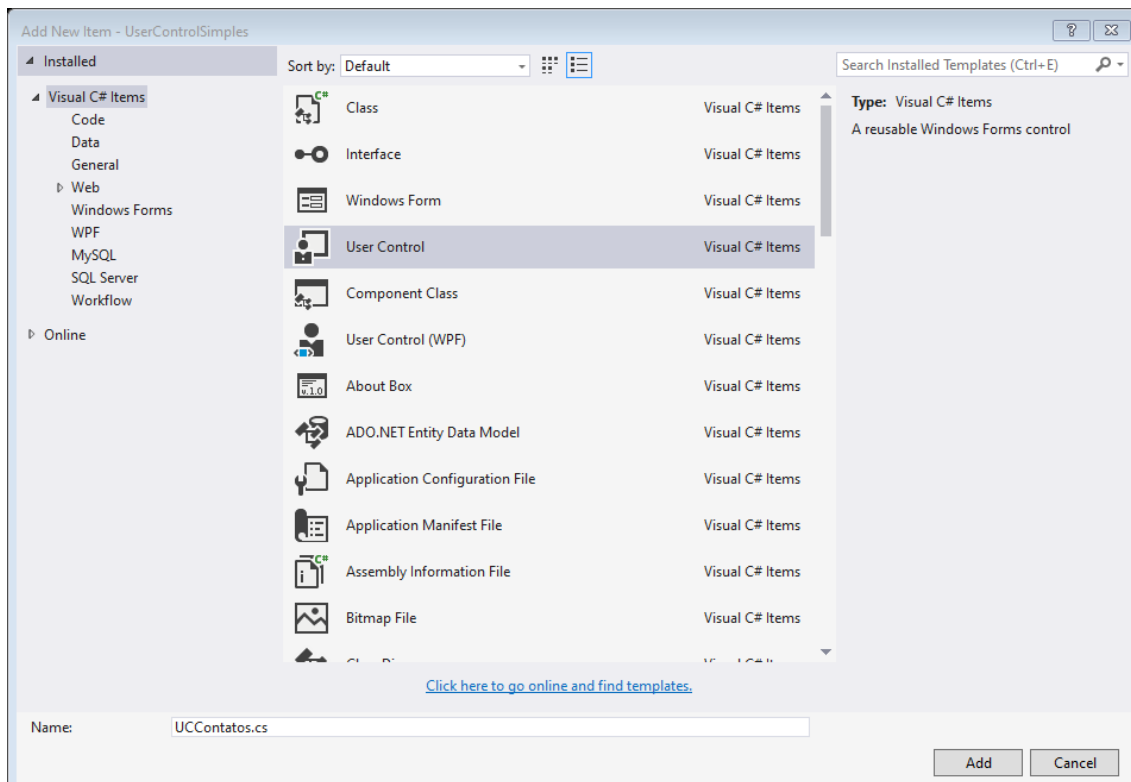 Add New Item - UserControlSimples
Installed
Visual C# Items
Code
Data
General
Web
Windows Forms
WPF
MySQL
SQL Server
Workflow
Online
Sort by: Default
Class Visual C# Items
Interface Visual C# Items
Windows Form Visual C# Items
User Control Visual C# Items
Component Class Visual C# Items
User Control (WPF) Visual C# Items
About Box Visual C# Items
ADO.NET Entity Data Model Visual C# Items
Application Configuration File Visual C# Items
Application Manifest File Visual C# Items
Assembly Information File Visual C# Items
Bitmap File Visual C# Items
Click here to go online and find templates.
Search Installed Templates (Ctrl+E)
Type: Visual C# Items
A reusable Windows Forms control
Name: UCContatos.cs
Add Cancel